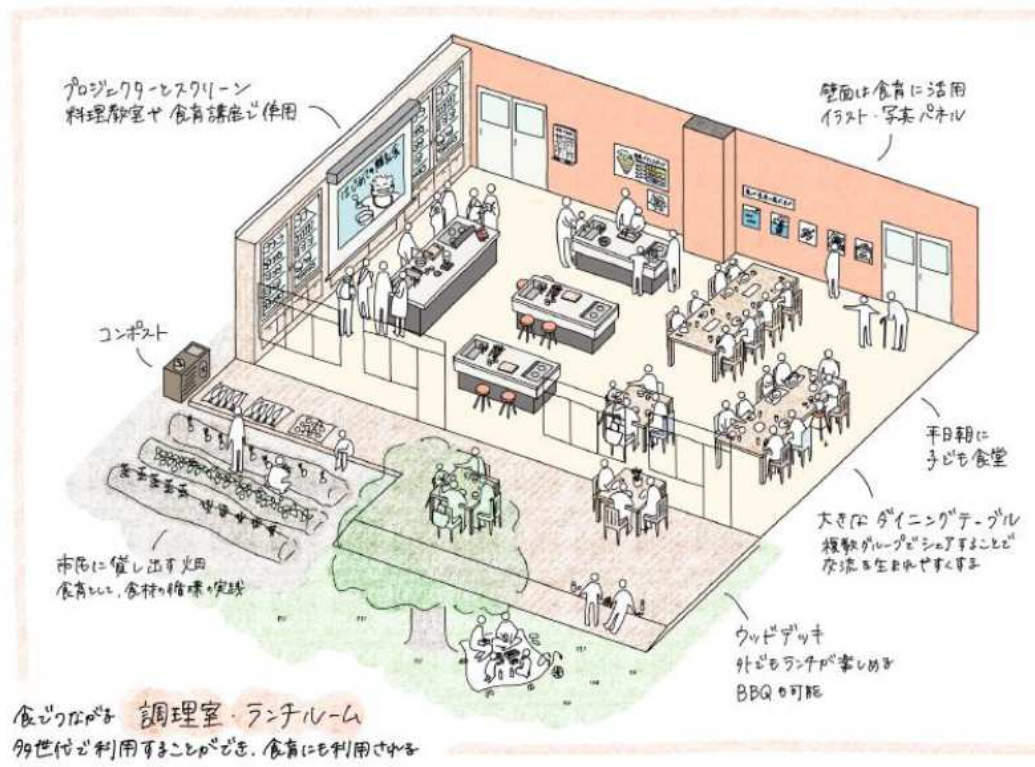 プロジェクターとスクリーン
料理教室や食育講座で使用
壁面は食育に活用
イラスト・写真パネル
はじめての離乳食
コンポスト
平日朝に
子ども食堂
大きなダイニングテーブル
複数グループでシェアすることで
交流を生まれやすくする
市民に貸し出す畑
食育として、食材の循環の実践
ウッドデッキ
外でもランチが楽しめる
BBQも可能
食でつながる 調理室・ランチルーム
多世代で利用することができ、食育にも利用される